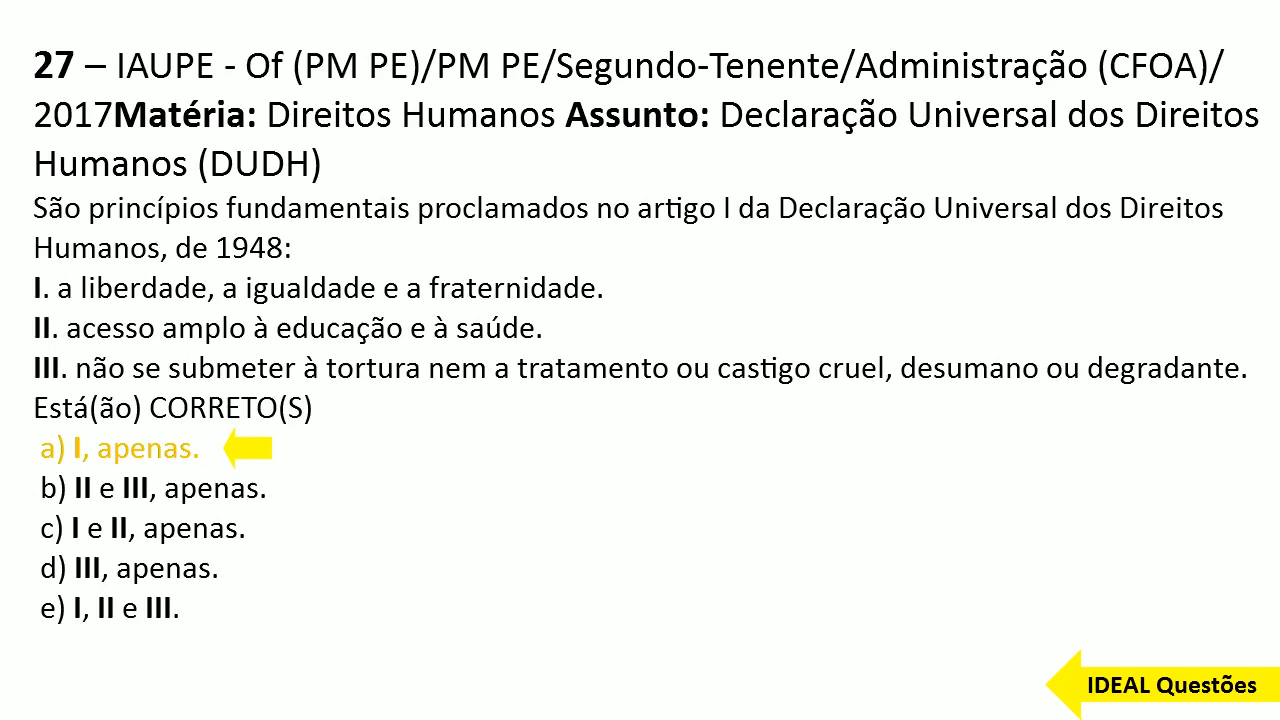 27 – IAUPE - Of (PM PE)/PM PE/Segundo-Tenente/Administração (CFOA)/
2017Matéria: Direitos Humanos Assunto: Declaração Universal dos Direitos
Humanos (DUDH)
São princípios fundamentais proclamados no artigo I da Declaração Universal dos Direitos
Humanos, de 1948:
I. a liberdade, a igualdade e a fraternidade.
II. acesso amplo à educação e à saúde.
III. não se submeter à tortura nem a tratamento ou castigo cruel, desumano ou degradante.
Está(ão) CORRETO(S)
a) I, apenas.
b) II e III, apenas.
c) I e II, apenas.
d) III, apenas.
e) I, II e III.
IDEAL Questões